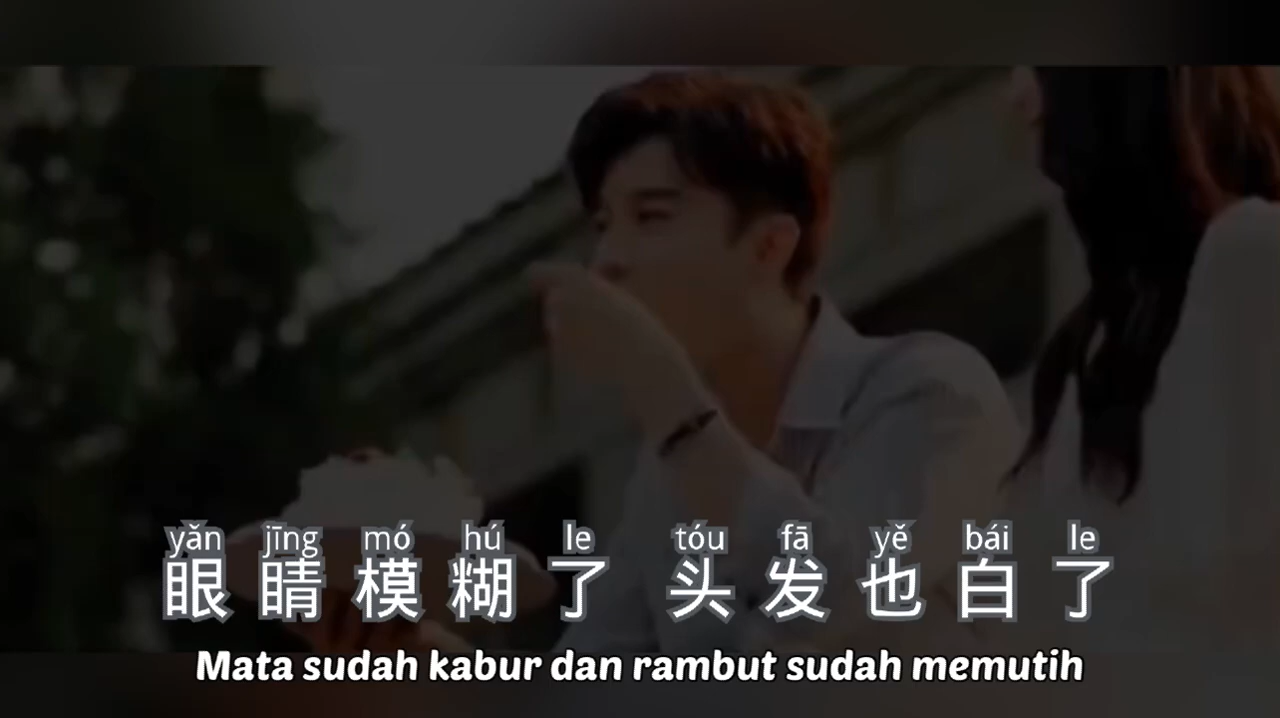 yǎn jīng mó hú le tóu fā yě bái le
眼睛模糊了 头发也白了
Mata sudah kabur dan rambut sudah memutih